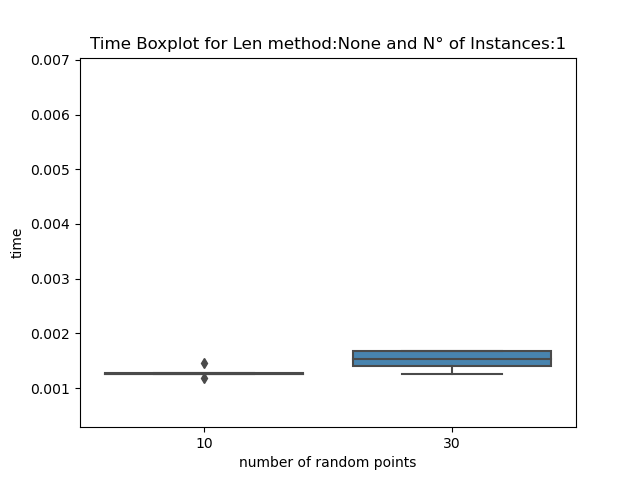 Time Boxplot for Len method:None and N° of Instances:1
0.007
0.006
0.005
0.004
0.003
0.002
0.001
time
10 30
number of random points